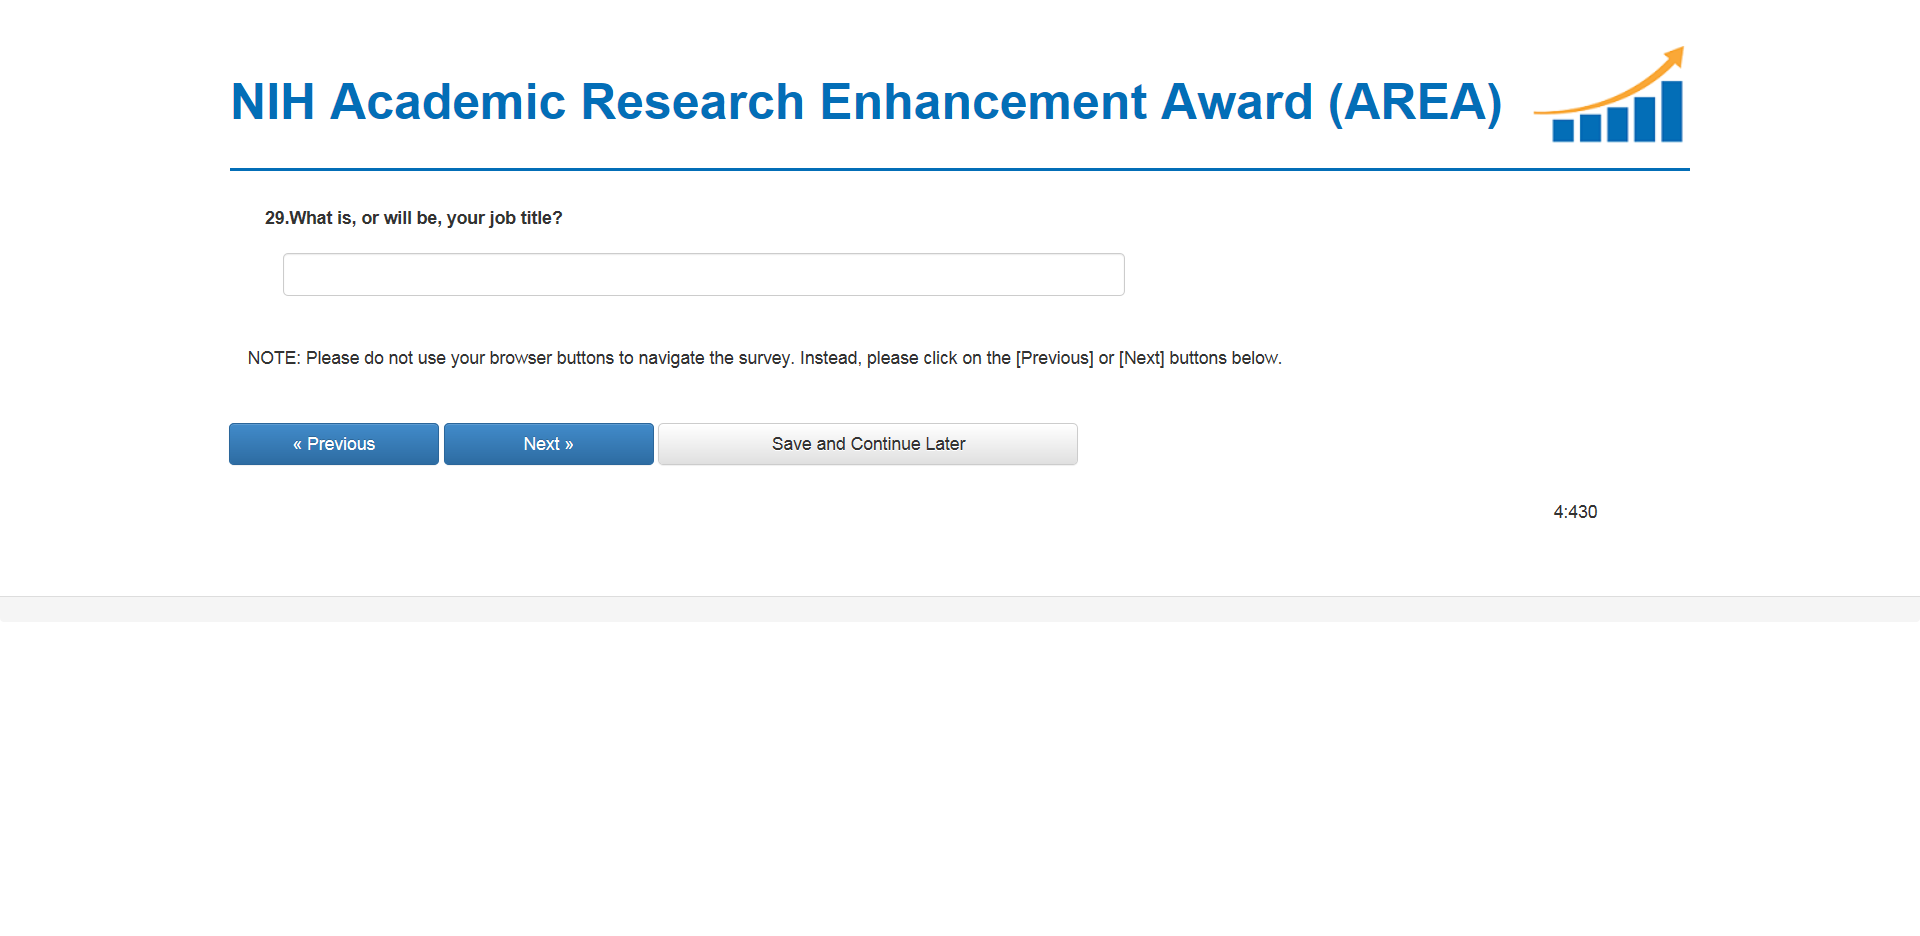 NIH Academic Research Enhancement Award (AREA)
29.What is, or will be, your job title?
NOTE: Please do not use your browser buttons to navigate the survey. Instead, please click on the [Previous] or [Next] buttons below.
« Previous
Next »
Save and Continue Later
4:430